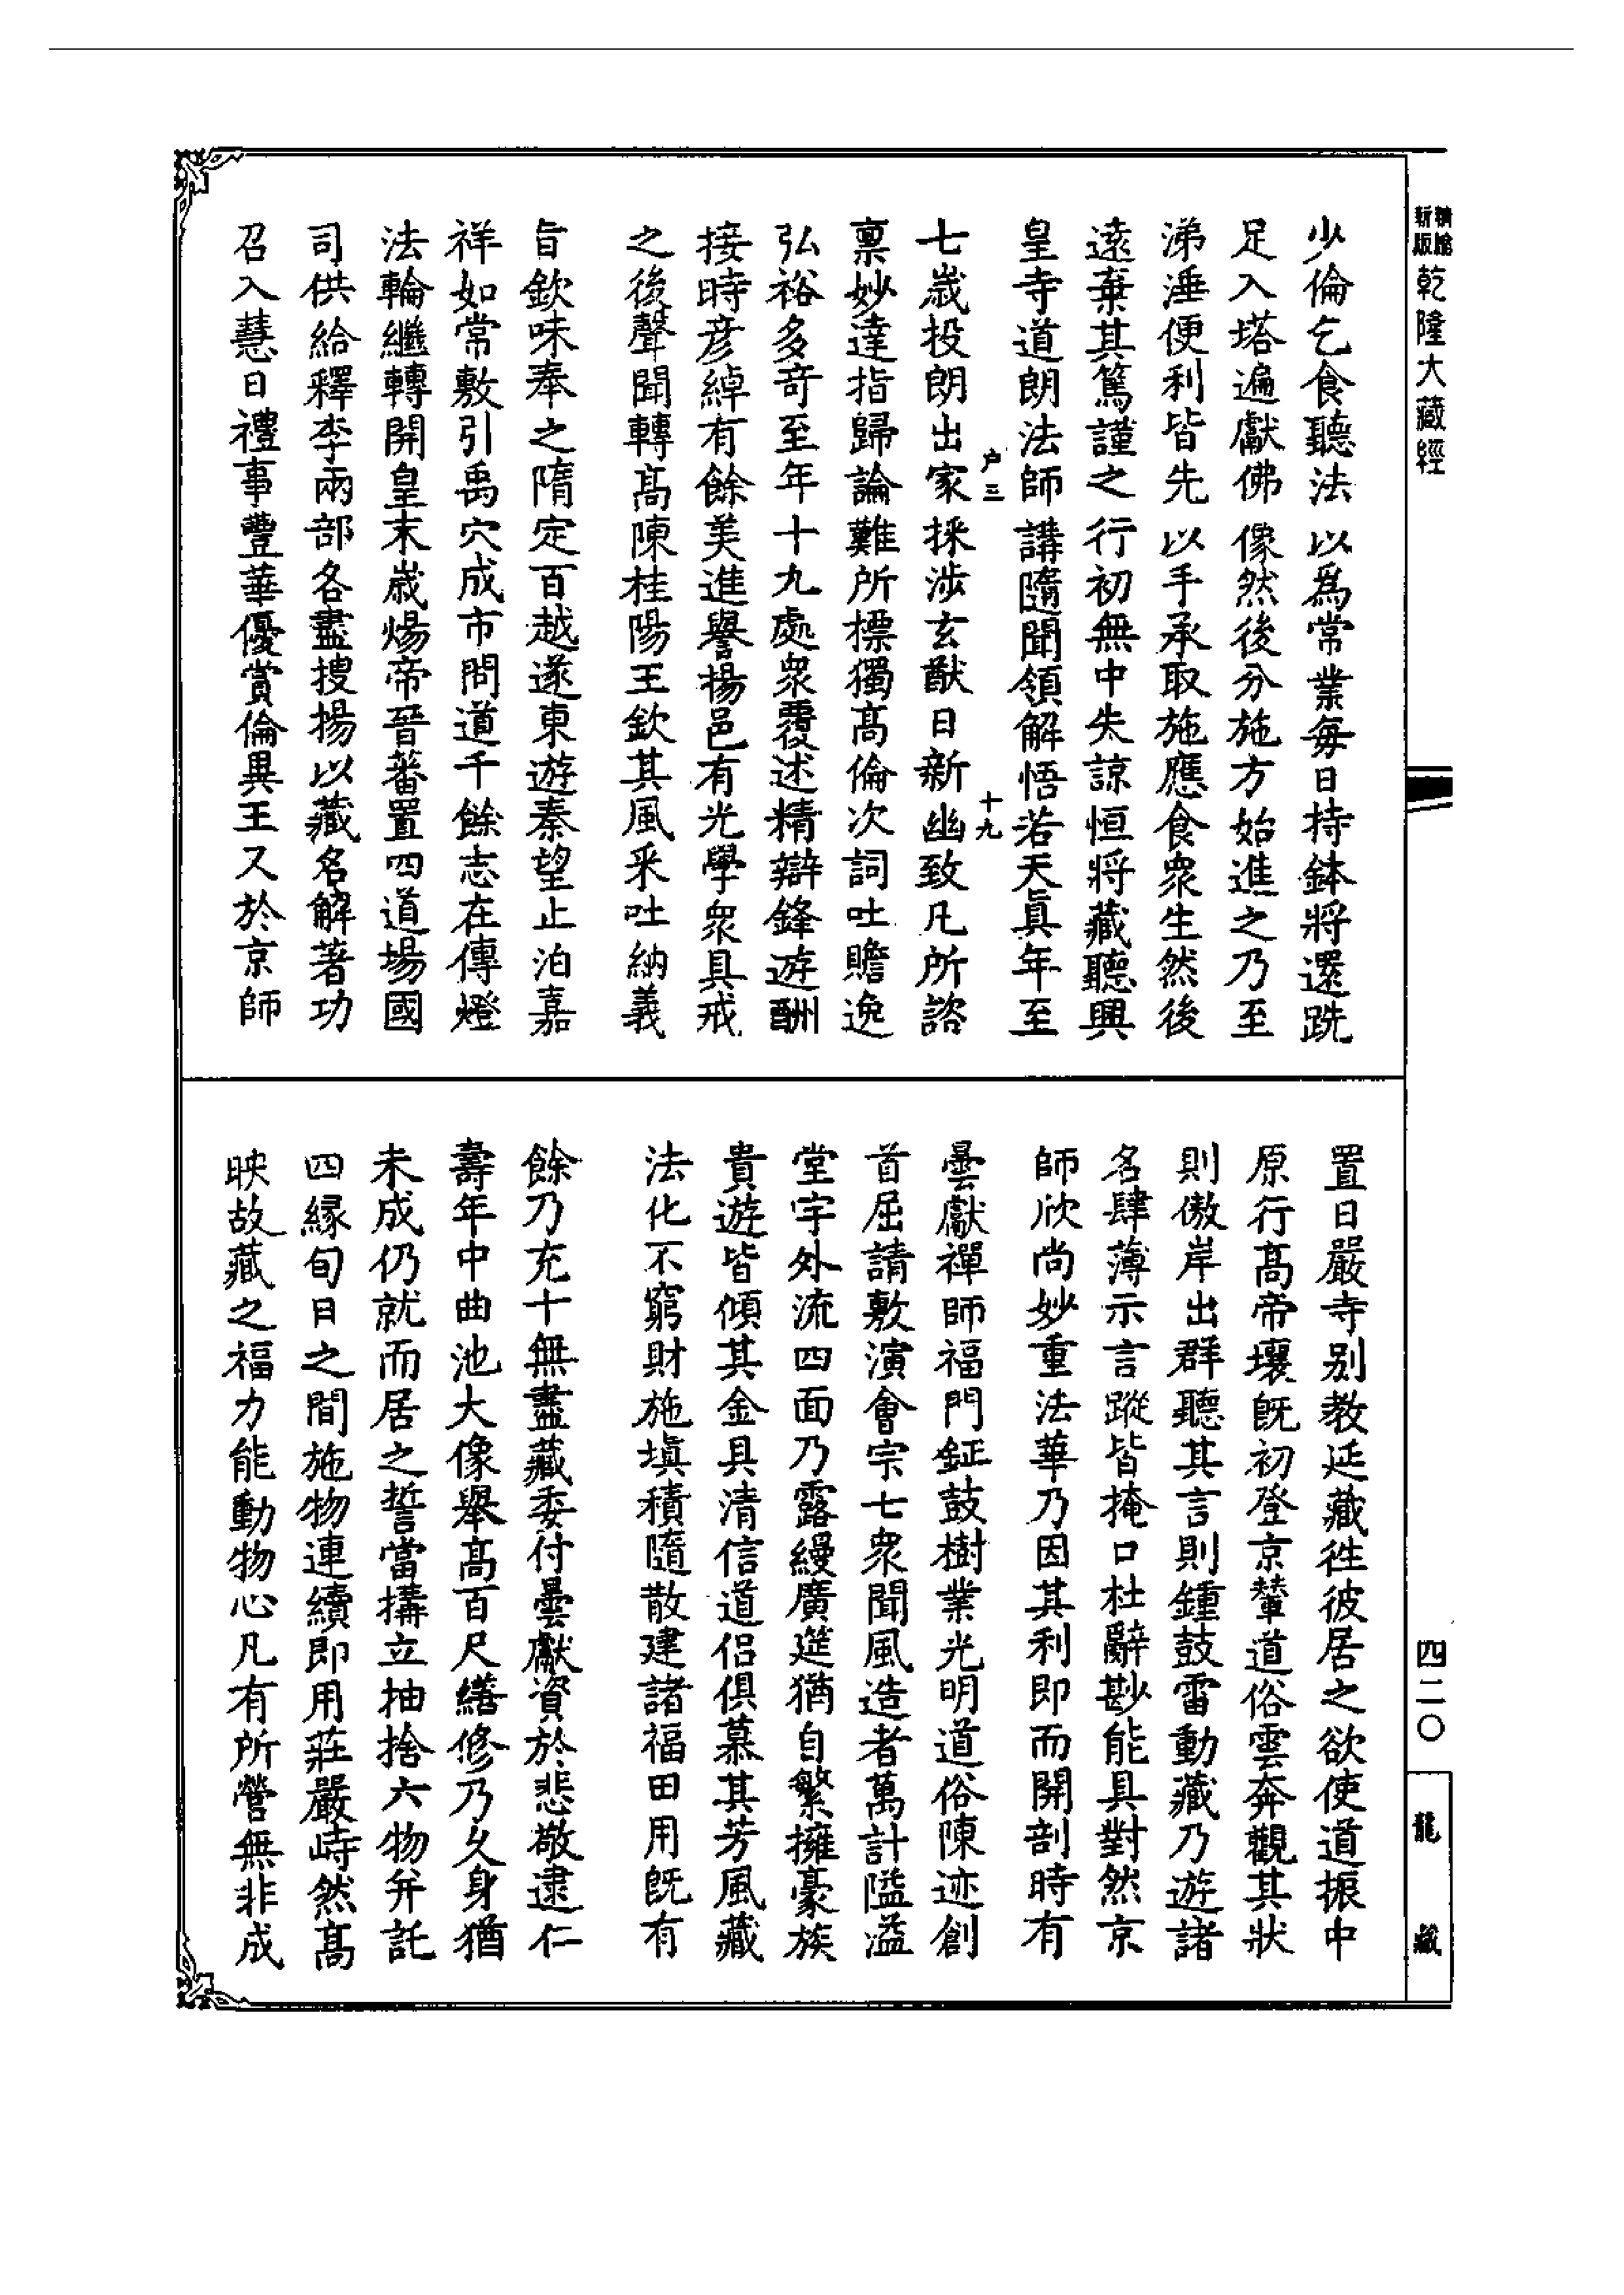 精繪
新版
乾隆大藏經
少倫乞食聽法以爲常業每日持鉢將還跣
足入塔遍獻佛像然後分施方始進之乃至
涕洟便利皆先以手承取施應食衆生然後
遠棄其篤謹之行初無中失諒恒將藏聽興
皇寺道朗法師講隨聞領解悟若天真年至
户三
十九
七歲投朗出家採涉玄猷日新幽致凡所諮
稟妙達指歸論難所標獨髙倫次詞吐贍逸
弘裕多奇至年十九處衆覆述精辯鋒遊酬
接時彦綽有餘美進譽揚邑有光學衆具戒
之後聲聞轉髙陳桂陽王欽其風采吐納義
旨欽味奉之隋定百越遂東遊秦望止泊嘉
祥如常敷引禹穴成市問道千餘志在傳燈
法輪繼轉開皇末歲煬帝晉蕃置四道場國
司供給釋李兩部各盡搜揚以藏名解著功
召入慧日禮事豐華優賞倫異王又於京師
置日嚴寺别教延藏徃彼居之欲使道振中
原行髙帝壤既初登京輦道俗雲奔觀其狀
則傲岸出群聽其言則鍾鼓雷動藏乃遊諸
名肆薄示言蹤皆掩口杜辭尠能具對然京
師欣尚妙重法華乃因其利即而開剖時有
曇獻禪師福門鉦鼓樹業光明道俗陳迹創
首屈請敷演會宗七衆聞風造者萬計隘溢
堂宇外流四面乃露縵廣筵猶自繁擁豪族
貴遊皆傾其金具清信道侣俱慕其芳風藏
法化不窮財施填積隨散建諸福田用既有
餘乃充十無盡藏委付曇獻資於悲敬逮仁
壽年中曲池大像舉髙百尺繕修乃久身猶
未成仍就而居之誓當搆立抽捨六物弁託
四縁旬日之間施物連續即用莊嚴峙然髙
映故藏之福力能動物心凡有所營無非成
四二〇
龍藏